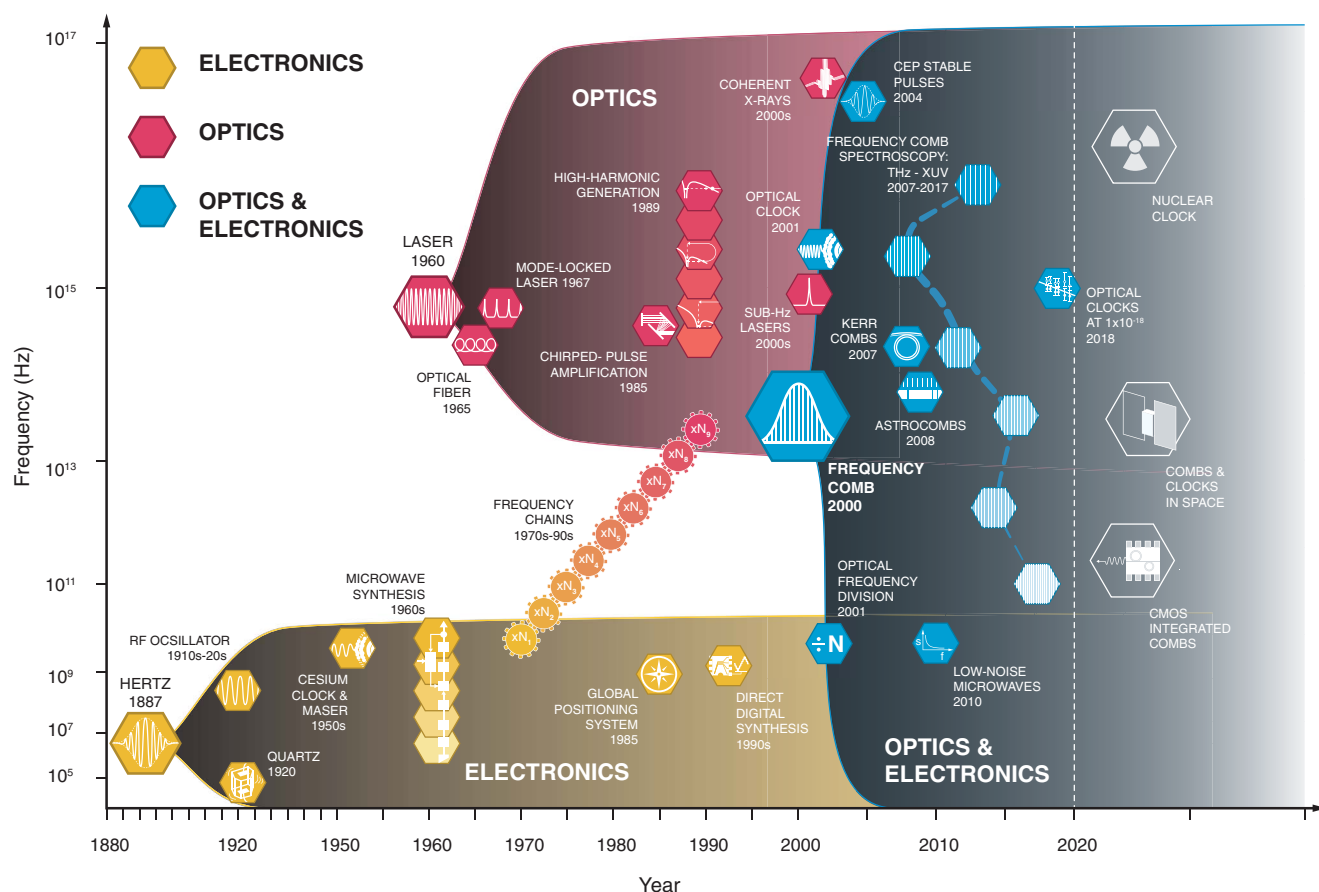 ELECTRONICS
OPTICS
OPTICS &
ELECTRONICS
OPTICS
COHERENT
X-RAYS
2000s
CEP STABLE
PULSES
2004
FREQUENCY COMB
SPECTROSCOPY:
THz - XUV
2007-2017
HIGH-HARMONIC
GENERATION
1989
OPTICAL
CLOCK
2001
NUCLEAR
CLOCK
LASER
1960
MODE-LOCKED
LASER 1967
OPTICAL
FIBER
1965
CHIRPED- PULSE
AMPLIFICATION
1985
SUB-Hz
LASERS
2000s
KERR
COMBS
2007
OPTICAL CLOCKS
AT 1x10⁻¹⁸
2018
ASTROCOMBS
2008
FREQUENCY
COMB
2000
COMBS &
CLOCKS
IN SPACE
FREQUENCY
CHAINS
1970s-90s
xN₉
xN₈
xN₇
xN₆
xN₅
xN₄
xN₃
xN₂
xN₁
MICROWAVE
SYNTHESIS
1960s
OPTICAL
FREQUENCY
DIVISION
2001
÷N
CMOS
INTEGRATED
COMBS
RF OCSILLATOR
1910s-20s
HERTZ
1887
CESIUM
CLOCK &
MASER
1950s
QUARTZ
1920
GLOBAL
POSITIONING
SYSTEM
1985
DIRECT
DIGITAL
SYNTHESIS
1990s
S
f
LOW-NOISE
MICROWAVES
2010
ELECTRONICS
OPTICS &
ELECTRONICS
Frequency (Hz)
10¹⁷
10¹⁵
10¹³
10¹¹
10⁹
10⁷
10⁵
1880 1920 1950 1960 1970 1980 1990 2000 2010 2020
Year